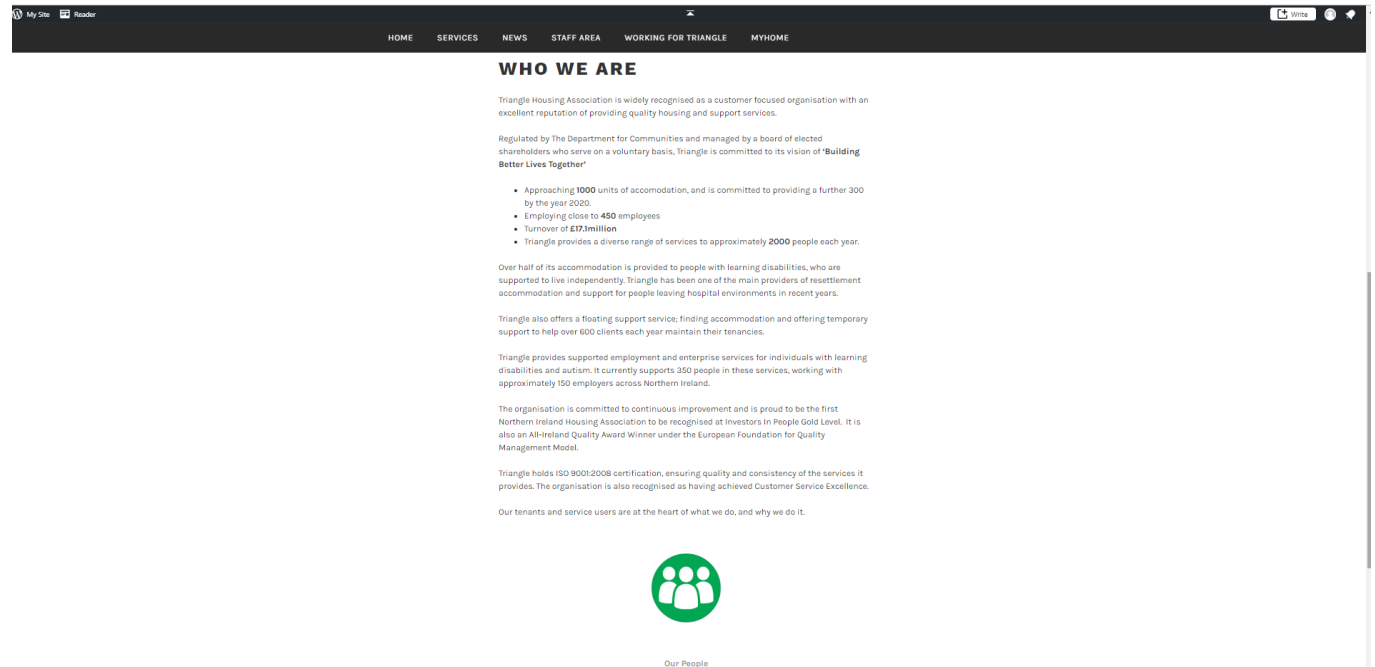 My Site Reader Write
HOME SERVICES NEWS STAFF AREA WORKING FOR TRIANGLE MYHOME
WHO WE ARE
Triangle Housing Association is widely recognised as a customer focused organisation with an
excellent reputation of providing quality housing and support services.
Regulated by The Department for Communities and managed by a board of elected
shareholders who serve on a voluntary basis, Triangle is committed to its vision of ‘Building
Better Lives Together’
• Approaching 1000 units of accomodation, and is committed to providing a further 300
by the year 2020.
• Employing close to 450 employees
• Turnover of £17.1million
• Triangle provides a diverse range of services to approximately 2000 people each year.
Over half of its accommodation is provided to people with learning disabilities, who are
supported to live independently. Triangle has been one of the main providers of resettlement
accommodation and support for people leaving hospital environments in recent years.
Triangle also offers a floating support service; finding accommodation and offering temporary
support to help over 600 clients each year maintain their tenancies.
Triangle provides supported employment and enterprise services for individuals with learning
disabilities and autism. It currently supports 350 people in these services, working with
approximately 150 employers across Northern Ireland.
The organisation is committed to continuous improvement and is proud to be the first
Northern Ireland Housing Association to be recognised at Investors In People Gold Level. It is
also an All-Ireland Quality Award Winner under the European Foundation for Quality
Management Model.
Triangle holds ISO 9001:2008 certification, ensuring quality and consistency of the services it
provides. The organisation is also recognised as having achieved Customer Service Excellence.
Our tenants and service users are at the heart of what we do, and why we do it.
Our People